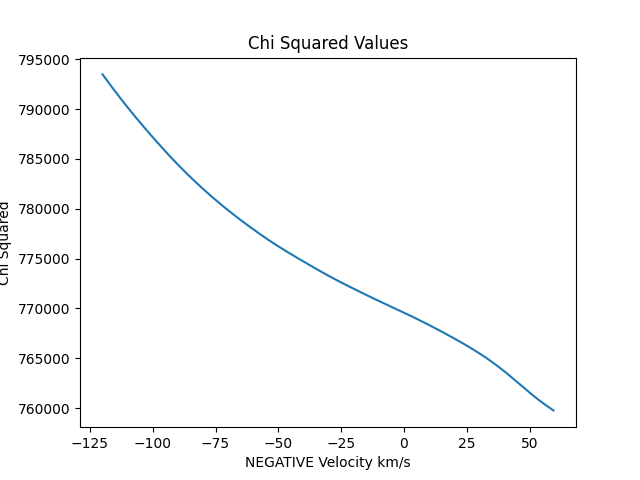 Chi Squared Values
795000
790000
785000
780000
775000
770000
765000
760000
Chi Squared
−125 −100 −75 −50 −25 0 25 50
NEGATIVE Velocity km/s